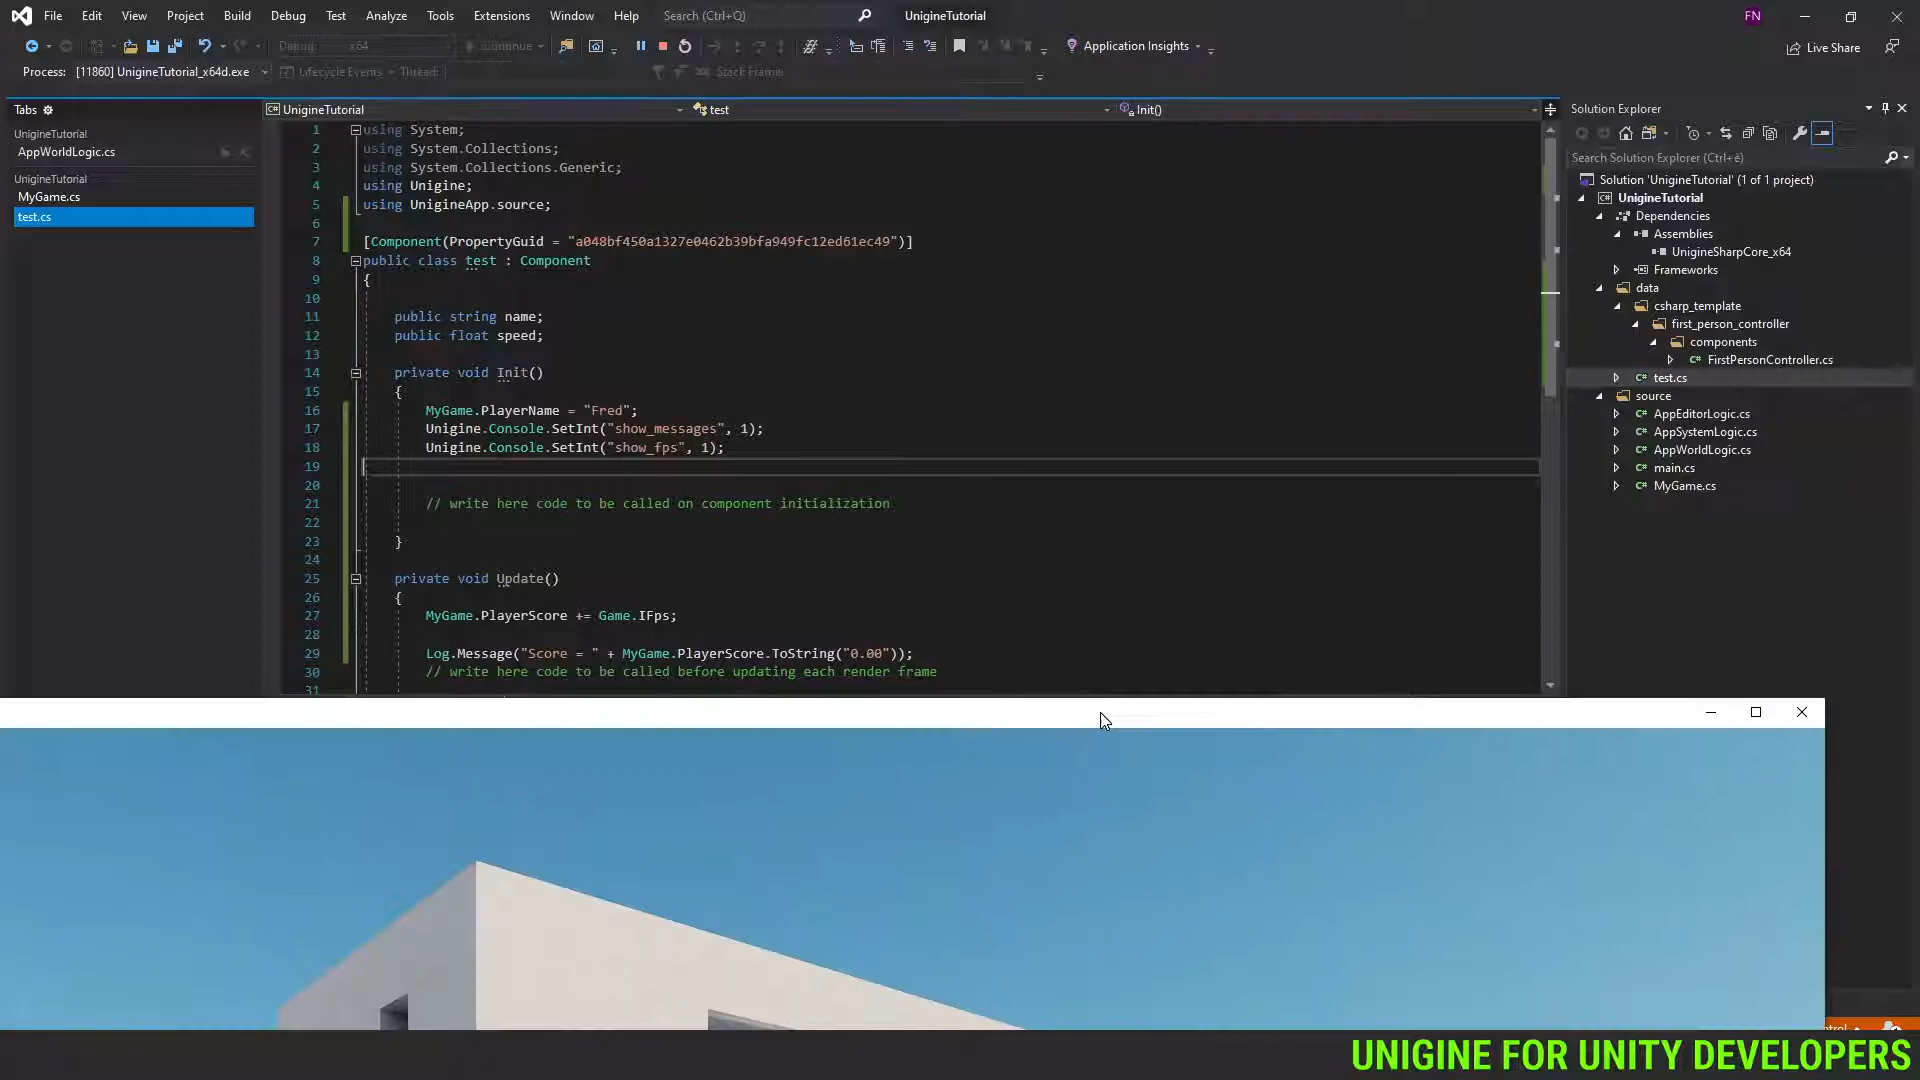 File Edit View Project Build Debug Test Analyze Tools Extensions Window Help Search (Ctrl+Q) UnigineTutorial FN
Debug x64 Continue Application Insights Live Share
Process: [11860] UnigineTutorial_x64d.exe Lifecycle Events Thread: Stack Frame:
Tabs
UnigineTutorial
AppWorldLogic.cs
UnigineTutorial
MyGame.cs
test.cs
UnigineTutorial test Init()
1 using System;
2 using System.Collections;
3 using System.Collections.Generic;
4 using Unigine;
5 using UnigineApp.source;
6
7 [Component(PropertyGuid = "a048bf450a1327e0462b39bfa949fc12ed61ec49")]
8 public class test : Component
9 {
10
11 public string name;
12 public float speed;
13
14 private void Init()
15 {
16 MyGame.PlayerName = "Fred";
17 Unigine.Console.SetInt("show_messages", 1);
18 Unigine.Console.SetInt("show_fps", 1);
19
20
21 // write here code to be called on component initialization
22
23 }
24
25 private void Update()
26 {
27 MyGame.PlayerScore += Game.IFps;
28
29 Log.Message("Score = " + MyGame.PlayerScore.ToString("0.00"));
30 // write here code to be called before updating each render frame
31
Solution Explorer
Search Solution Explorer (Ctrl+è)
Solution 'UnigineTutorial' (1 of 1 project)
UnigineTutorial
Dependencies
Assemblies
UnigineSharpCore_x64
Frameworks
data
csharp_template
first_person_controller
components
C# FirstPersonController.cs
C# test.cs
source
C# AppEditorLogic.cs
C# AppSystemLogic.cs
C# AppWorldLogic.cs
C# main.cs
C# MyGame.cs
UNIGINE FOR UNITY DEVELOPERS